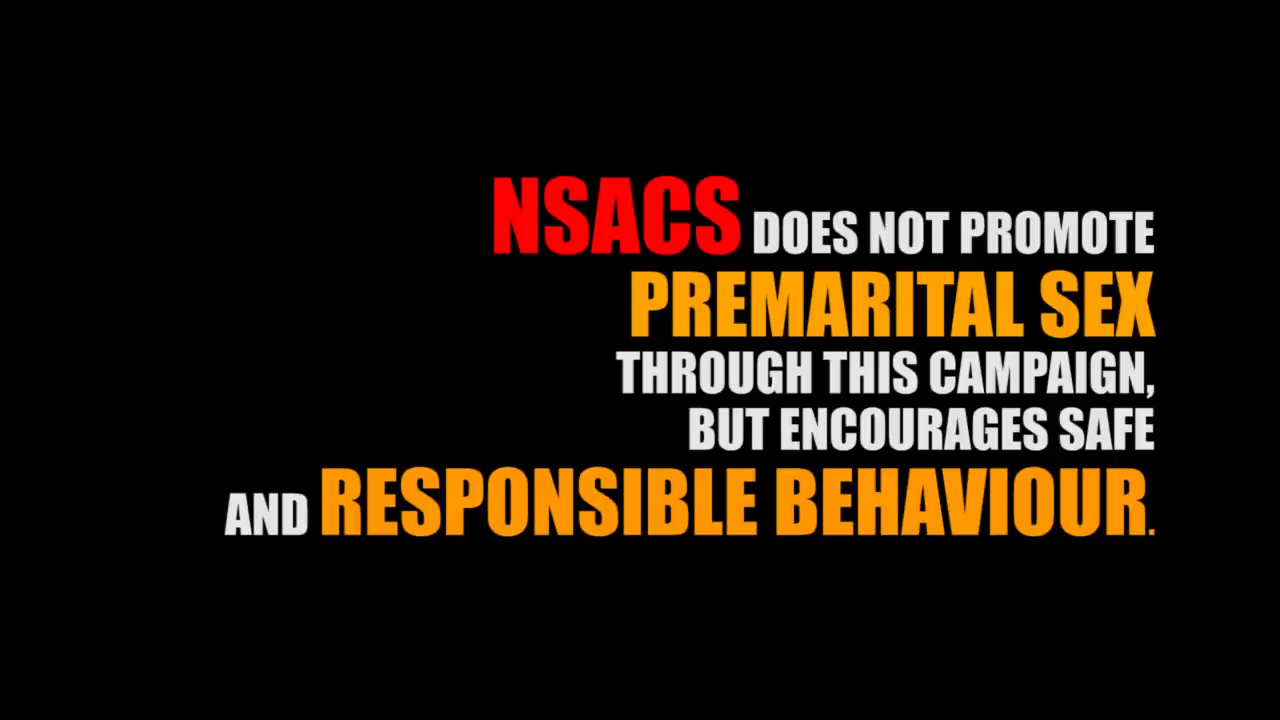 NSACS DOES NOT PROMOTE
PREMARITAL SEX
THROUGH THIS CAMPAIGN,
BUT ENCOURAGES SAFE
AND RESPONSIBLE BEHAVIOUR.